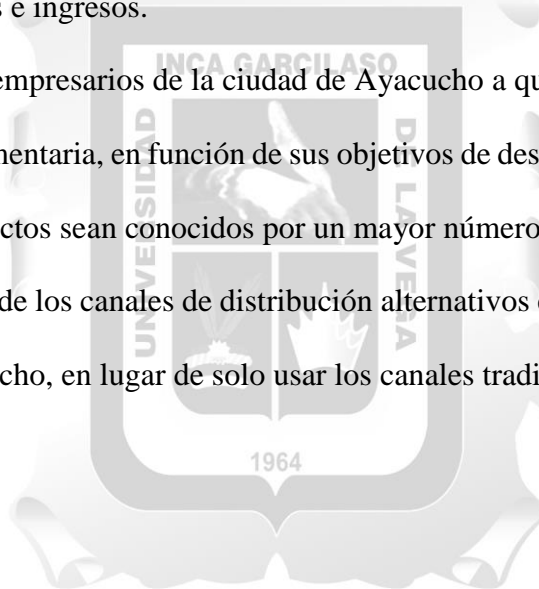 s e ingresos.
INCA GARCILASO
empresarios de la ciudad de Ayacucho a qu
mentaria, en función de sus objetivos de des
UNIVERSIDAD
DE LA VEGA
ctos sean conocidos por un mayor número
de los canales de distribución alternativos
cho, en lugar de solo usar los canales tradi
1964